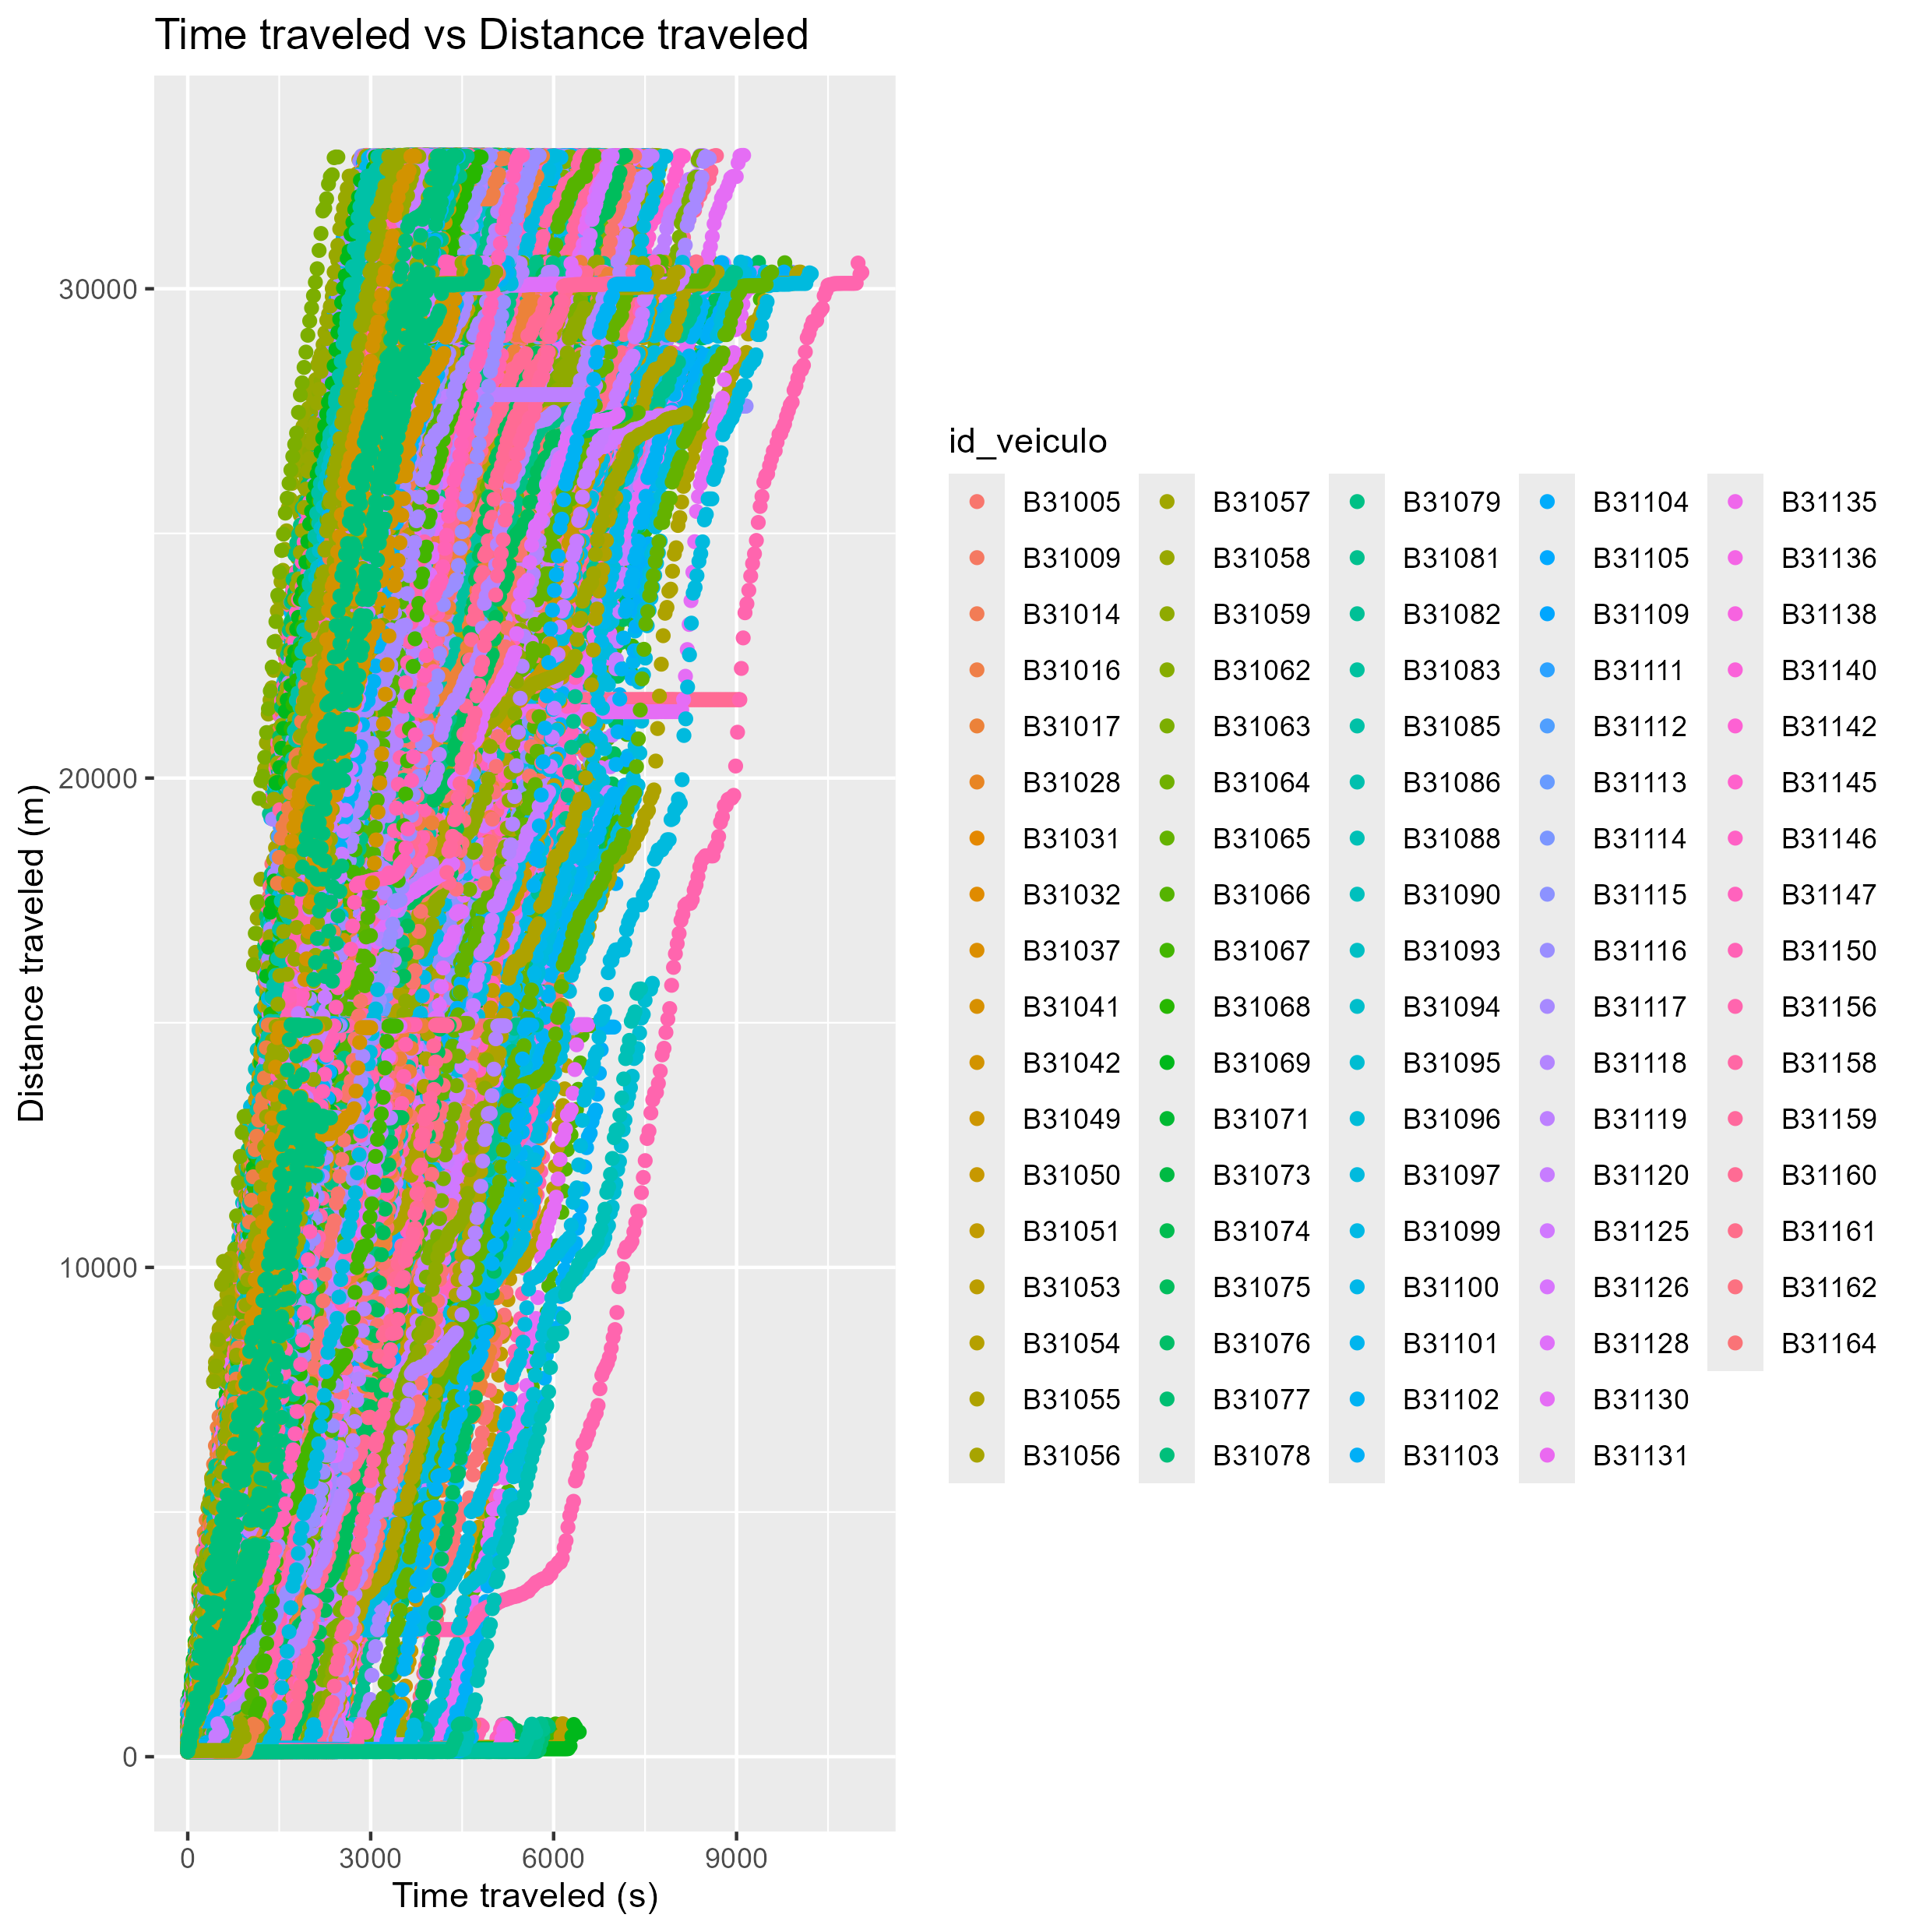 Time traveled vs Distance traveled
30000
20000
10000
0
Distance traveled (m)
0 3000 6000 9000
Time traveled (s)
id_veiculo
B31005 B31057 B31079 B31104 B31135
B31009 B31058 B31081 B31105 B31136
B31014 B31059 B31082 B31109 B31138
B31016 B31062 B31083 B31111 B31140
B31017 B31063 B31085 B31112 B31142
B31028 B31064 B31086 B31113 B31145
B31031 B31065 B31088 B31114 B31146
B31032 B31066 B31090 B31115 B31147
B31037 B31067 B31093 B31116 B31150
B31041 B31068 B31094 B31117 B31156
B31042 B31069 B31095 B31118 B31158
B31049 B31071 B31096 B31119 B31159
B31050 B31073 B31097 B31120 B31160
B31051 B31074 B31099 B31125 B31161
B31053 B31075 B31100 B31126 B31162
B31054 B31076 B31101 B31128 B31164
B31055 B31077 B31102 B31130
B31056 B31078 B31103 B31131